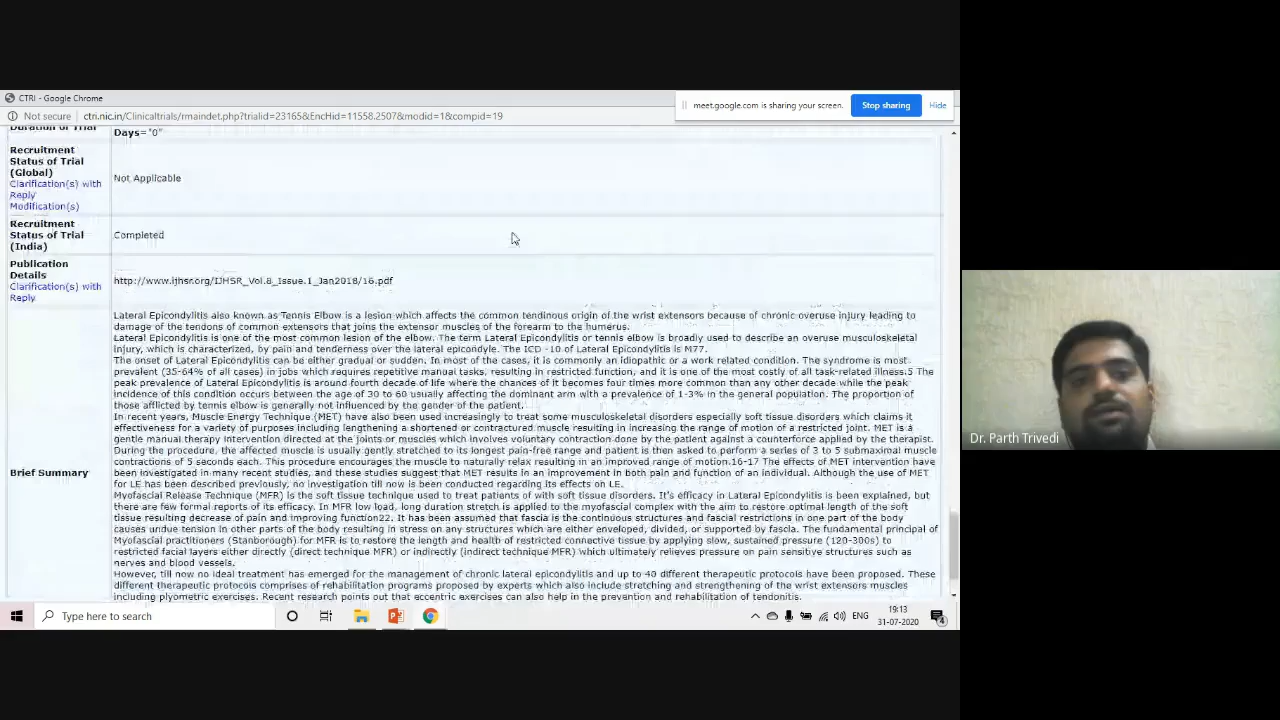 CTRI - Google Chrome
meet.google.com is sharing your screen. Stop sharing Hide
Not secure ctri.nic.in/Clinicaltrials/rmaindet.php?trialid=23165&EncHid=11558.2507&modid=1&compid=19
Duration of Trial
Days="0"
Recruitment
Status of Trial
(Global)
Clarification(s) with
Reply
Modification(s)
Not Applicable
Recruitment
Status of Trial
(India)
Completed
Publication
Details
Clarification(s) with
Reply
http://www.ijhsr.org/IJHSR_Vol.8_Issue.1_Jan2018/16.pdf
Brief Summary
Lateral Epicondylitis also known as Tennis Elbow is a lesion which affects the common tendinous origin of the wrist extensors because of chronic overuse injury leading to
damage of the tendons of common extensors that joins the extensor muscles of the forearm to the humerus.
Lateral Epicondylitis is one of the most common lesion of the elbow. The term Lateral Epicondylitis or tennis elbow is broadly used to describe an overuse musculoskeletal
injury, which is characterized, by pain and tenderness over the lateral epicondyle. The ICD -10 of Lateral Epicondylitis is M77.
The onset of Lateral Epicondylitis can be either gradual or sudden. In most of the cases, it is commonly an idiopathic or a work related condition. The syndrome is most
prevalent (35-64% of all cases) in jobs which requires repetitive manual tasks, resulting in restricted function, and it is one of the most costly of all task-related illness.5 The
peak prevalence of Lateral Epicondylitis is around fourth decade of life where the chances of it becomes four times more common than any other decade while the peak
incidence of this condition occurs between the age of 30 to 60 usually affecting the dominant arm with a prevalence of 1-3% in the general population. The proportion of
those afflicted by tennis elbow is generally not influenced by the gender of the patient.
In recent years, Muscle Energy Technique (MET) have also been used increasingly to treat some musculoskeletal disorders especially soft tissue disorders which claims it
effectiveness for a variety of purposes including lengthening a shortened or contractured muscle resulting in increasing the range of motion of a restricted joint. MET is a
gentle manual therapy intervention directed at the joints or muscles which involves voluntary contraction done by the patient against a counterforce applied by the therapist.
During the procedure, the affected muscle is usually gently stretched to its longest pain-free range and patient is then asked to perform a series of 3 to 5 submaximal muscle
contractions of 5 seconds each. This procedure encourages the muscle to naturally relax resulting in an improved range of motion.16-17 The effects of MET intervention have
been investigated in many recent studies, and these studies suggest that MET results in an improvement in both pain and function of an individual. Although the use of MET
for LE has been described previously, no investigation till now is been conducted regarding its effects on LE.
Myofascial Release Technique (MFR) is the soft tissue technique used to treat patients of with soft tissue disorders. It's efficacy in Lateral Epicondylitis is been explained, but
there are few formal reports of its efficacy. In MFR low load, long duration stretch is applied to the myofascial complex with the aim to restore optimal length of the soft
tissue resulting decrease of pain and improving function22. It has been assumed that fascia is the continuous structures and fascial restrictions in one part of the body
causes undue tension in other parts of the body resulting in stress on any structures which are either enveloped, divided, or supported by fascia. The fundamental principal of
Myofascial practitioners (Stanborough) for MFR is to restore the length and health of restricted connective tissue by applying slow, sustained pressure (120-300s) to
restricted facial layers either directly (direct technique MFR) or indirectly (indirect technique MFR) which ultimately relieves pressure on pain sensitive structures such as
nerves and blood vessels.
However, till now no ideal treatment has emerged for the management of chronic lateral epicondylitis and up to 40 different therapeutic protocols have been proposed. These
different therapeutic protocols comprises of rehabilitation programs proposed by experts which also include stretching and strengthening of the wrist extensors muscles
including plyometric exercises. Recent research points out that eccentric exercises can also help in the prevention and rehabilitation of tendonitis.
Dr. Parth Trivedi
Type here to search
ENG
19:13
31-07-2020
4